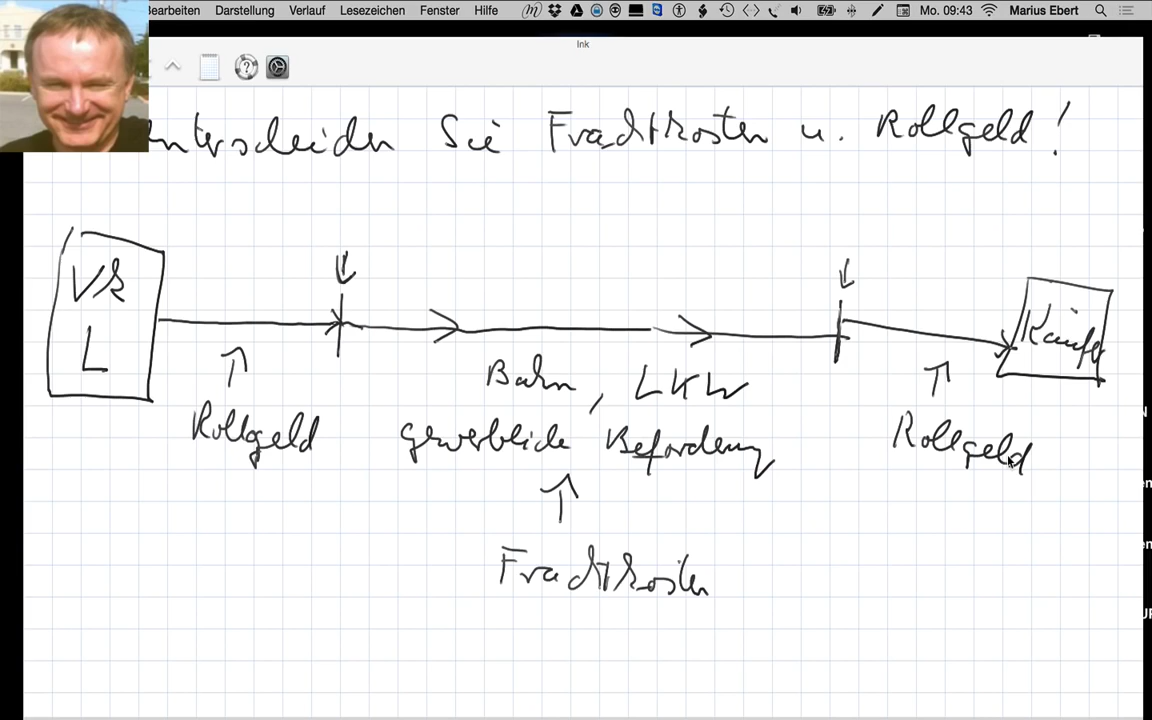 Bearbeiten Darstellung Verlauf Lesezeichen Fenster Hilfe Mo. 09:43 Marius Ebert
Ink
nterscheiden Sie Frachtkosten u. Rollgeld!
VK
L
Käufer
Bahn, LKW
Rollgeld gewerbliche Beförderung Rollgeld
Frachtkosten